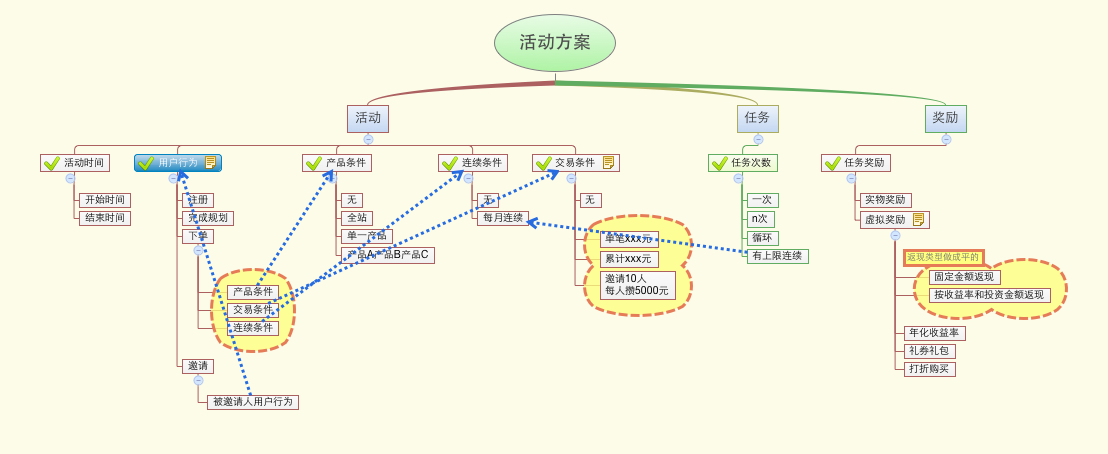 活动方案
活动
任务
奖励
活动时间
用户行为
产品条件
连续条件
交易条件
任务次数
任务奖励
开始时间
结束时间
注册
完成规划
下单
产品条件
交易条件
连续条件
邀请
被邀请人用户行为
无
全站
单一产品
产品A产品B产品C
无
每月连续
无
单笔xxx元
累计xxx元
邀请10人
每人攒5000元
一次
n次
循环
有上限连续
实物奖励
虚拟奖励
返现类型做成平的
固定金额返现
按收益率和投资金额返现
年化收益率
礼券礼包
打折购买